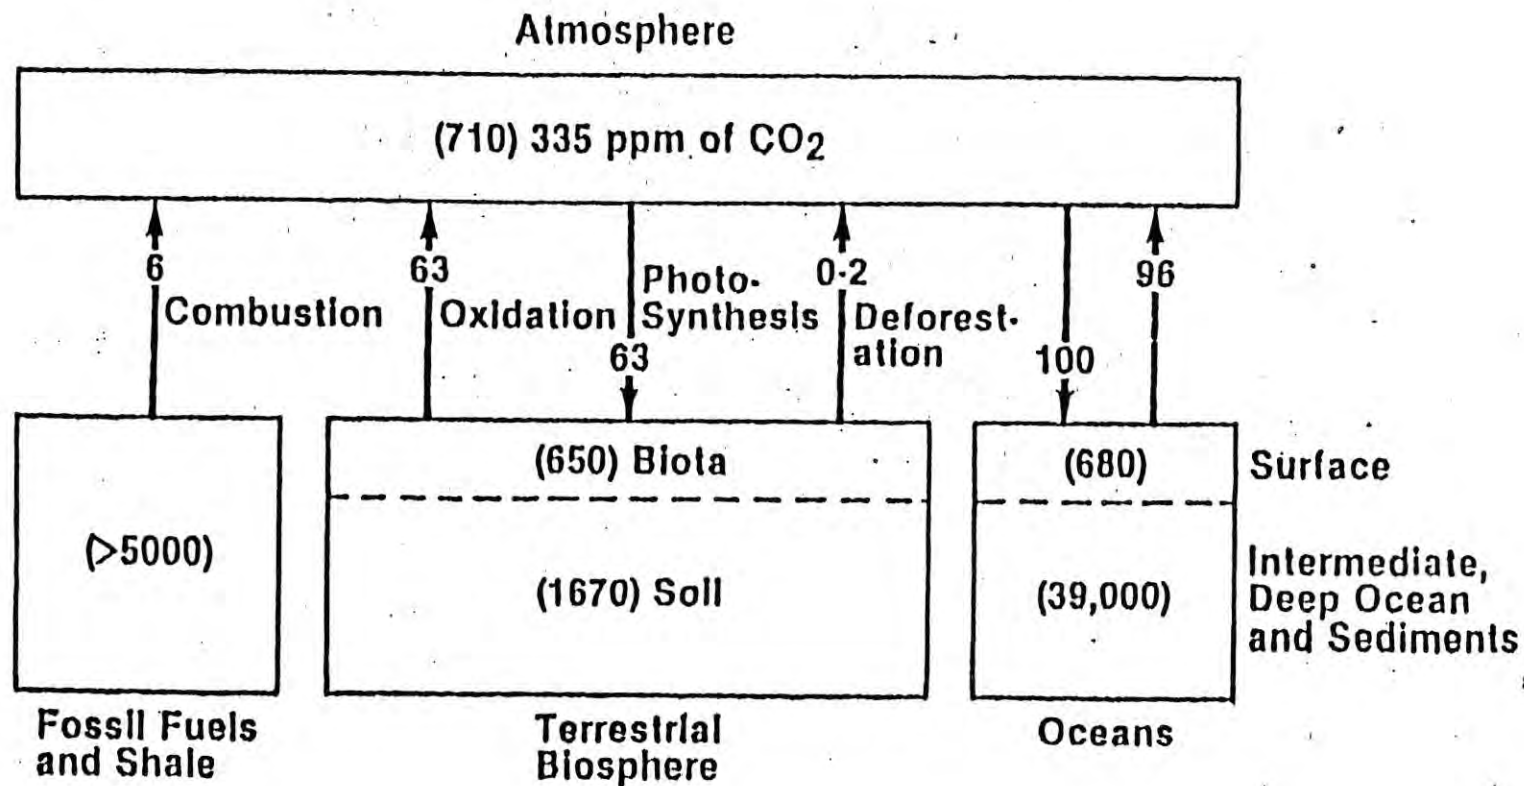 Atmosphere
(710) 335 ppm of CO2
6
Combustion
63
Oxidation
Photo-
Synthesis
63
0-2
Deforest-
ation
100
96
(>5000)
(650) Biota
(1670) Soil
(680)
Surface
(39,000)
Intermediate,
Deep Ocean
and Sediments
Fossil Fuels
and Shale
Terrestrial
Biosphere
Oceans